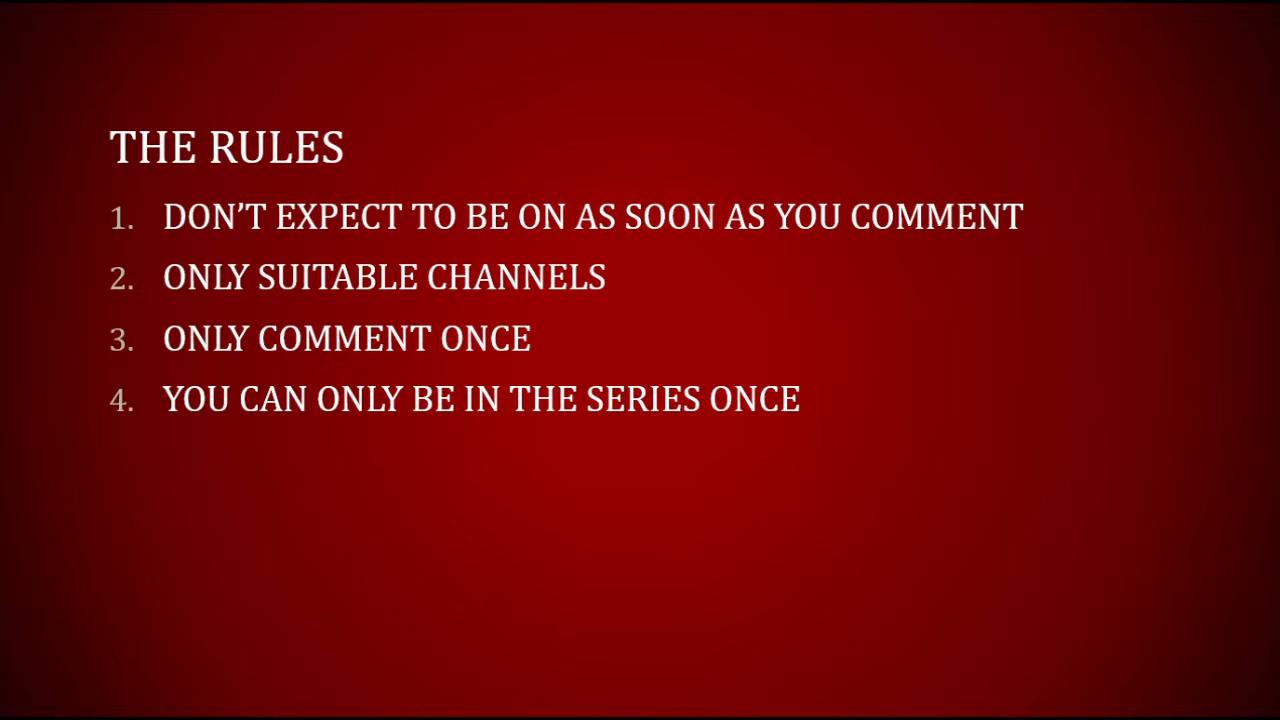 THE RULES
1. DON’T EXPECT TO BE ON AS SOON AS YOU COMMENT
2. ONLY SUITABLE CHANNELS
3. ONLY COMMENT ONCE
4. YOU CAN ONLY BE IN THE SERIES ONCE